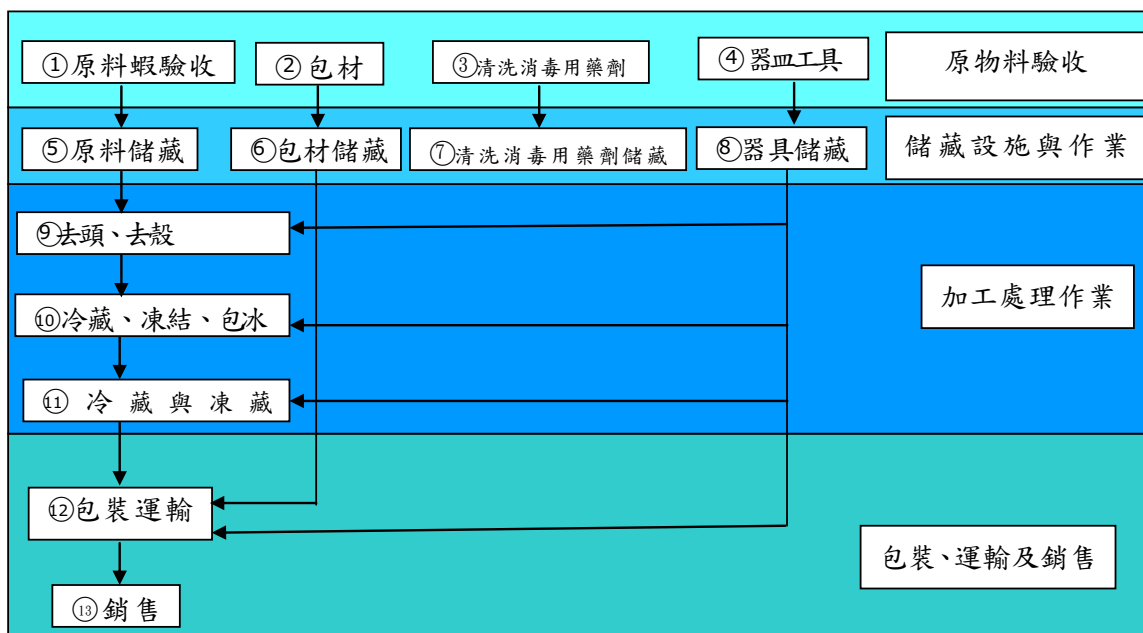 ①原料蝦驗收
②包材
③清洗消毒用藥劑
④器皿工具
原物料驗收
⑤原料儲藏
⑥包材儲藏
⑦清洗消毒用藥劑儲藏
⑧器具儲藏
儲藏設施與作業
⑨去頭、去殼
⑩冷藏、凍結、包冰
⑪冷藏與凍藏
加工處理作業
⑫包裝運輸
⑬銷售
包裝、運輸及銷售